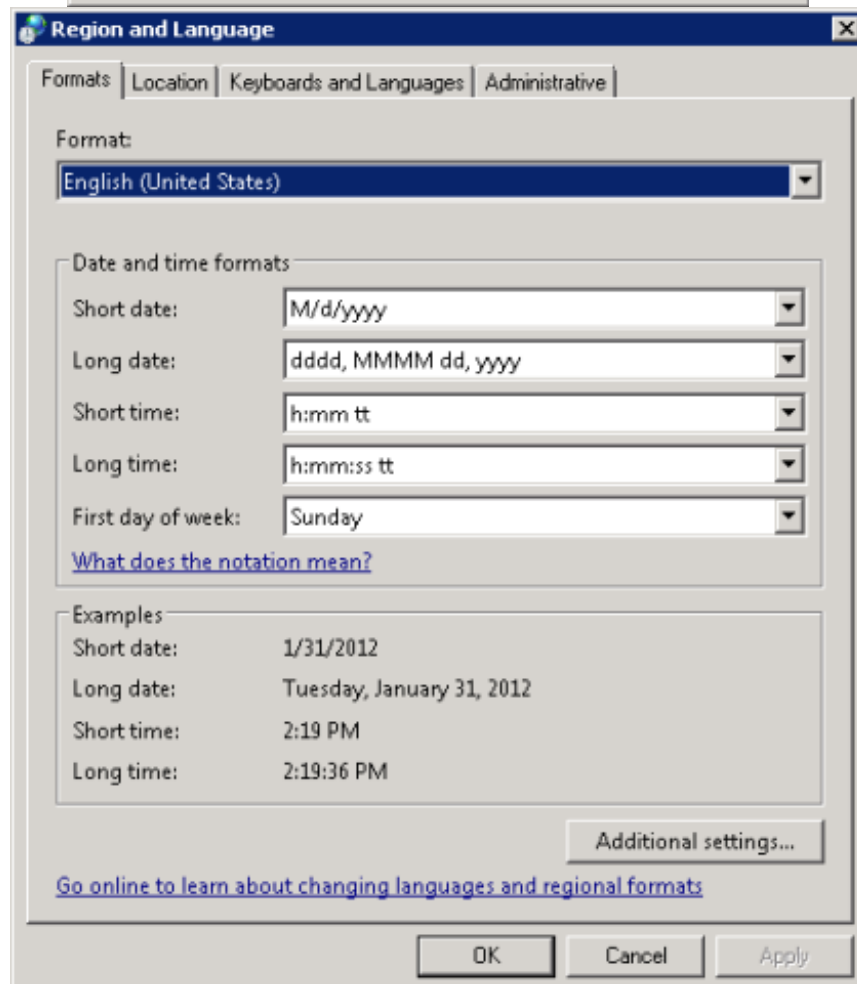 Region and Language
Formats Location Keyboards and Languages Administrative
Format:
English (United States)
Date and time formats
Short date: M/d/yyyy
Long date: dddd, MMMM dd, yyyy
Short time: h:mm tt
Long time: h:mm:ss tt
First day of week: Sunday
What does the notation mean?
Examples
Short date: 1/31/2012
Long date: Tuesday, January 31, 2012
Short time: 2:19 PM
Long time: 2:19:36 PM
Additional settings...
Go online to learn about changing languages and regional formats
OK Cancel Apply